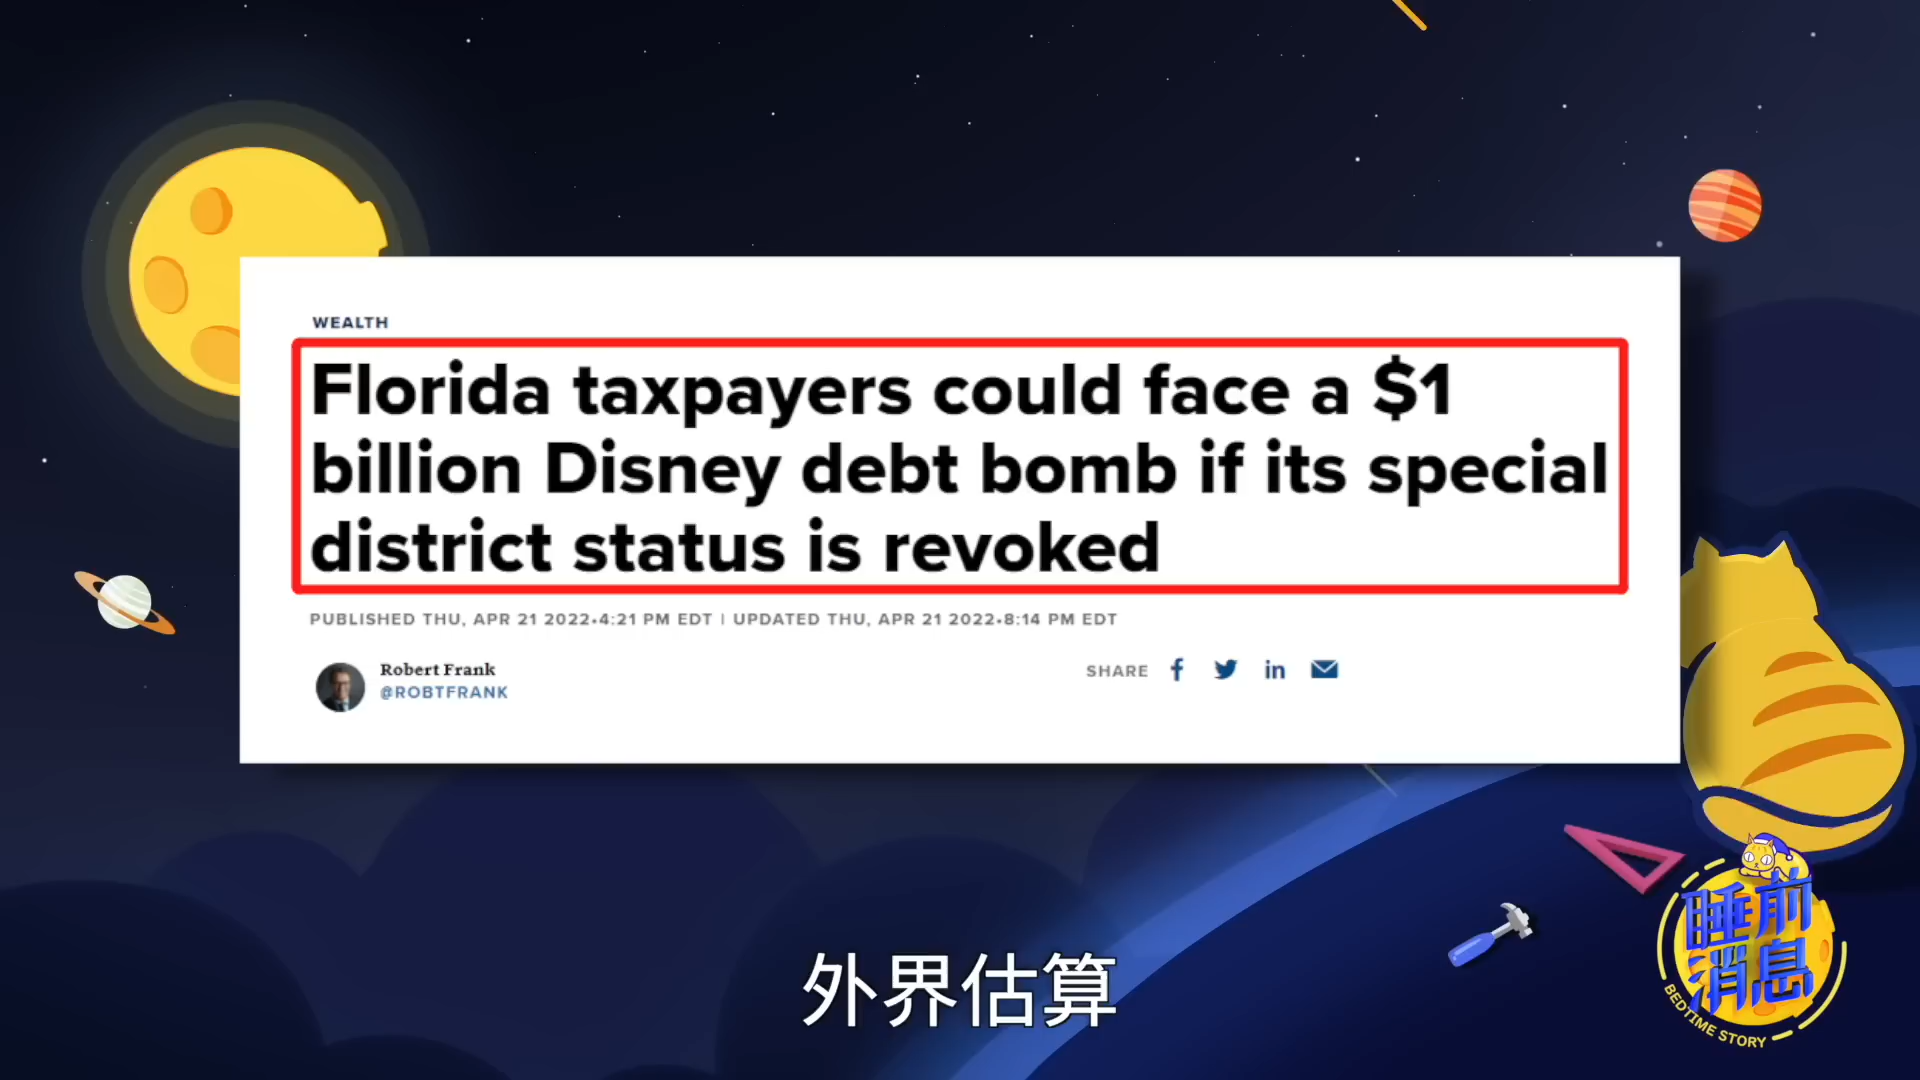 WEALTH
Florida taxpayers could face a $1
billion Disney debt bomb if its special
district status is revoked
PUBLISHED THU, APR 21 2022•4:21 PM EDT | UPDATED THU, APR 21 2022•8:14 PM EDT
Robert Frank
@ROBTFRANK
SHARE
睡前
消息
BEDTIME STORY
外界估算